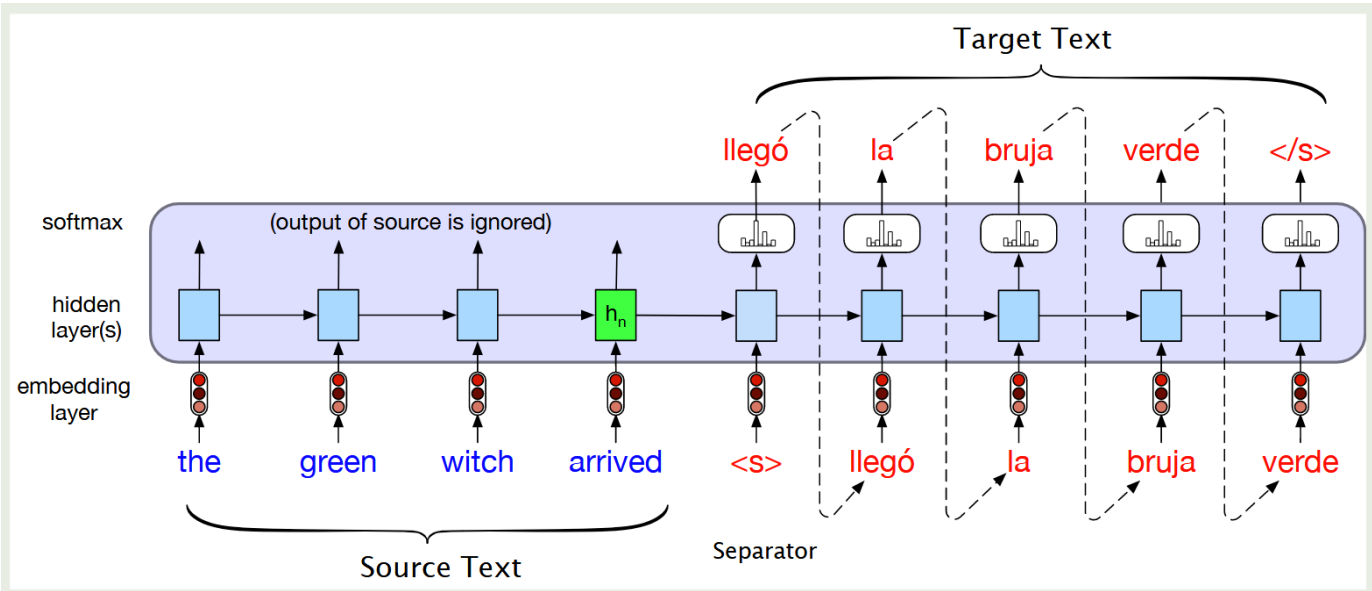 Target Text
llegó la bruja verde </s>
softmax (output of source is ignored)
hidden
layer(s)
hn
embedding
layer
the green witch arrived <s> llegó la bruja verde
Separator
Source Text